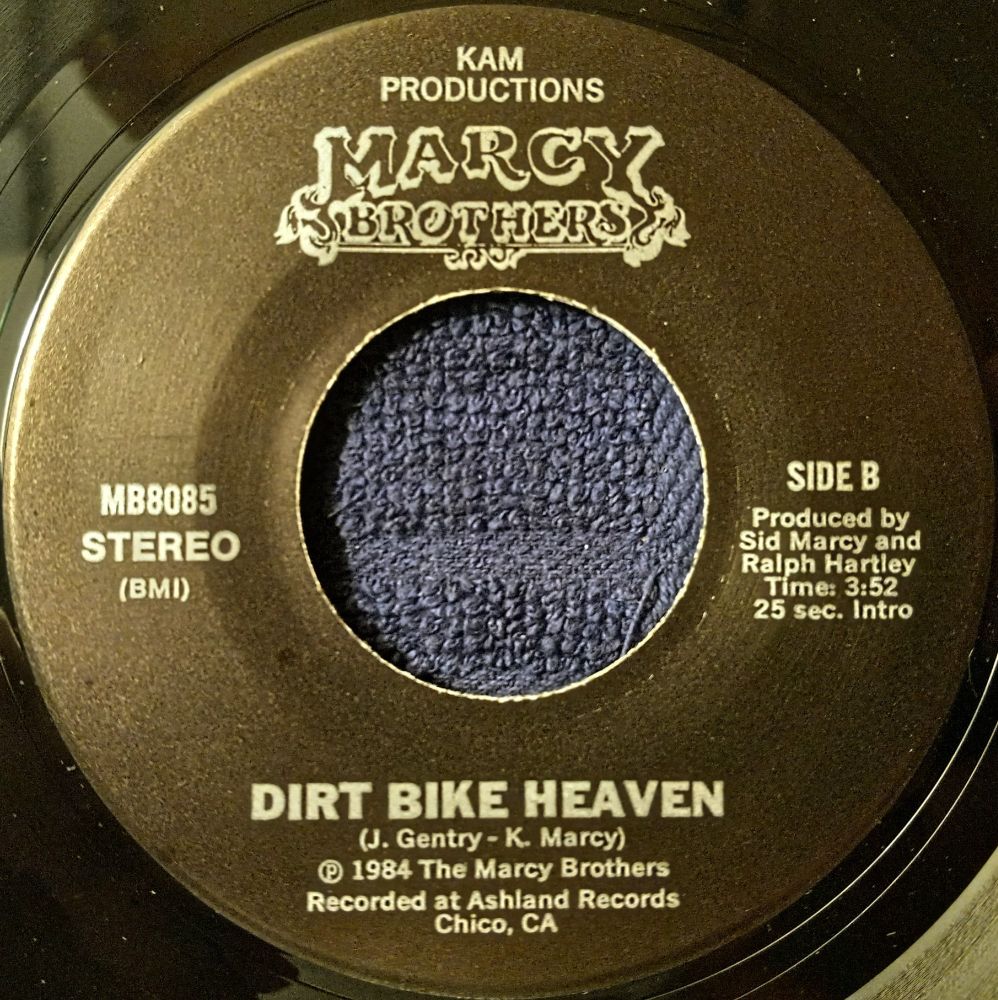 KAM
PRODUCTIONS
MARCY
BROTHERS
MB8085
STEREO
(BMI)
SIDE B
Produced by
Sid Marcy and
Ralph Hartley
Time: 3:52
25 sec. Intro
DIRT BIKE HEAVEN
(J. Gentry - K. Marcy)
℗ 1984 The Marcy Brothers
Recorded at Ashland Records
Chico, CA